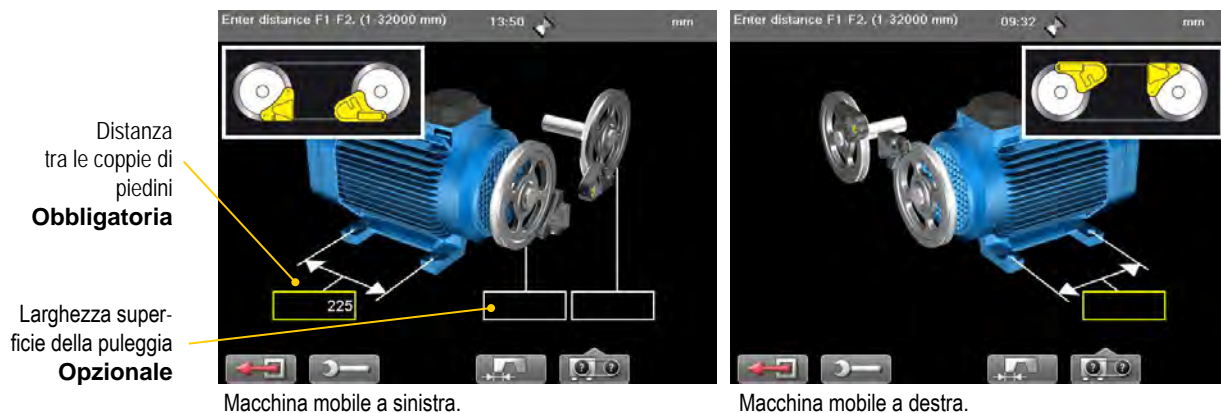 Enter distance F1-F2. (1-32000 mm) 13:50 mm
Distanza
tra le coppie di
piedini
Obbligatoria
225
Larghezza super-
ficie della puleggia
Opzionale
? ?
Macchina mobile a sinistra.
Enter distance F1-F2. (1-32000 mm) 09:32 mm
? ?
Macchina mobile a destra.